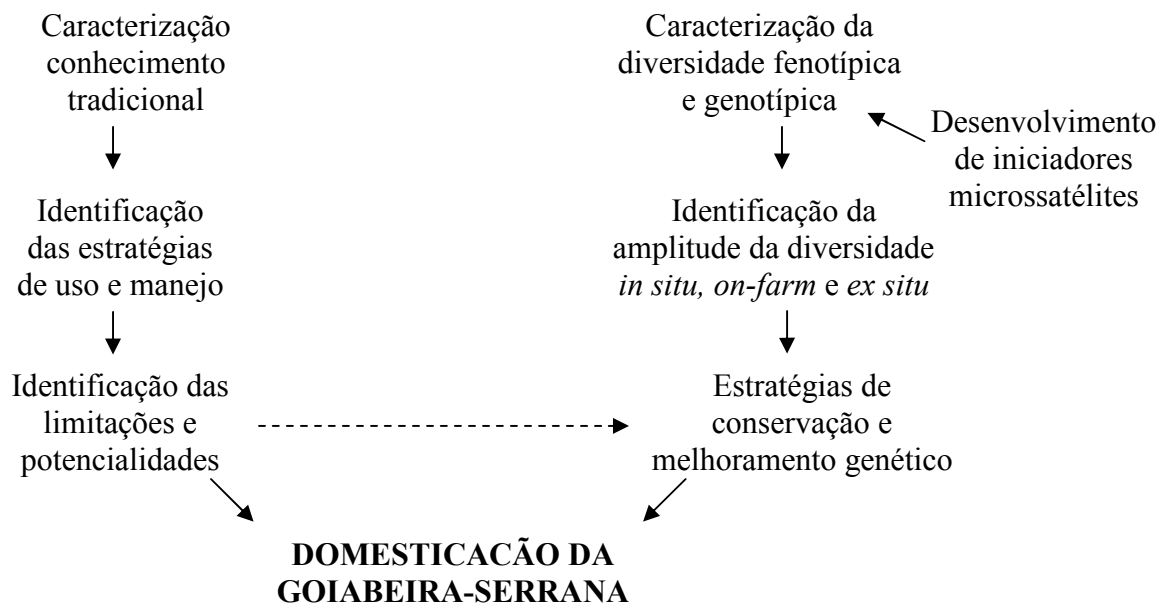 Caracterização
conhecimento
tradicional
Caracterização da
diversidade fenotípica
e genotípica
Desenvolvimento
de iniciadores
microssatélites
Identificação
das estratégias
de uso e manejo
Identificação da
amplitude da diversidade
in situ, on-farm e ex situ
Identificação das
limitações e
potencialidades
Estratégias de
conservação e
melhoramento genético
DOMESTICACÃO DA
GOIABEIRA-SERRANA